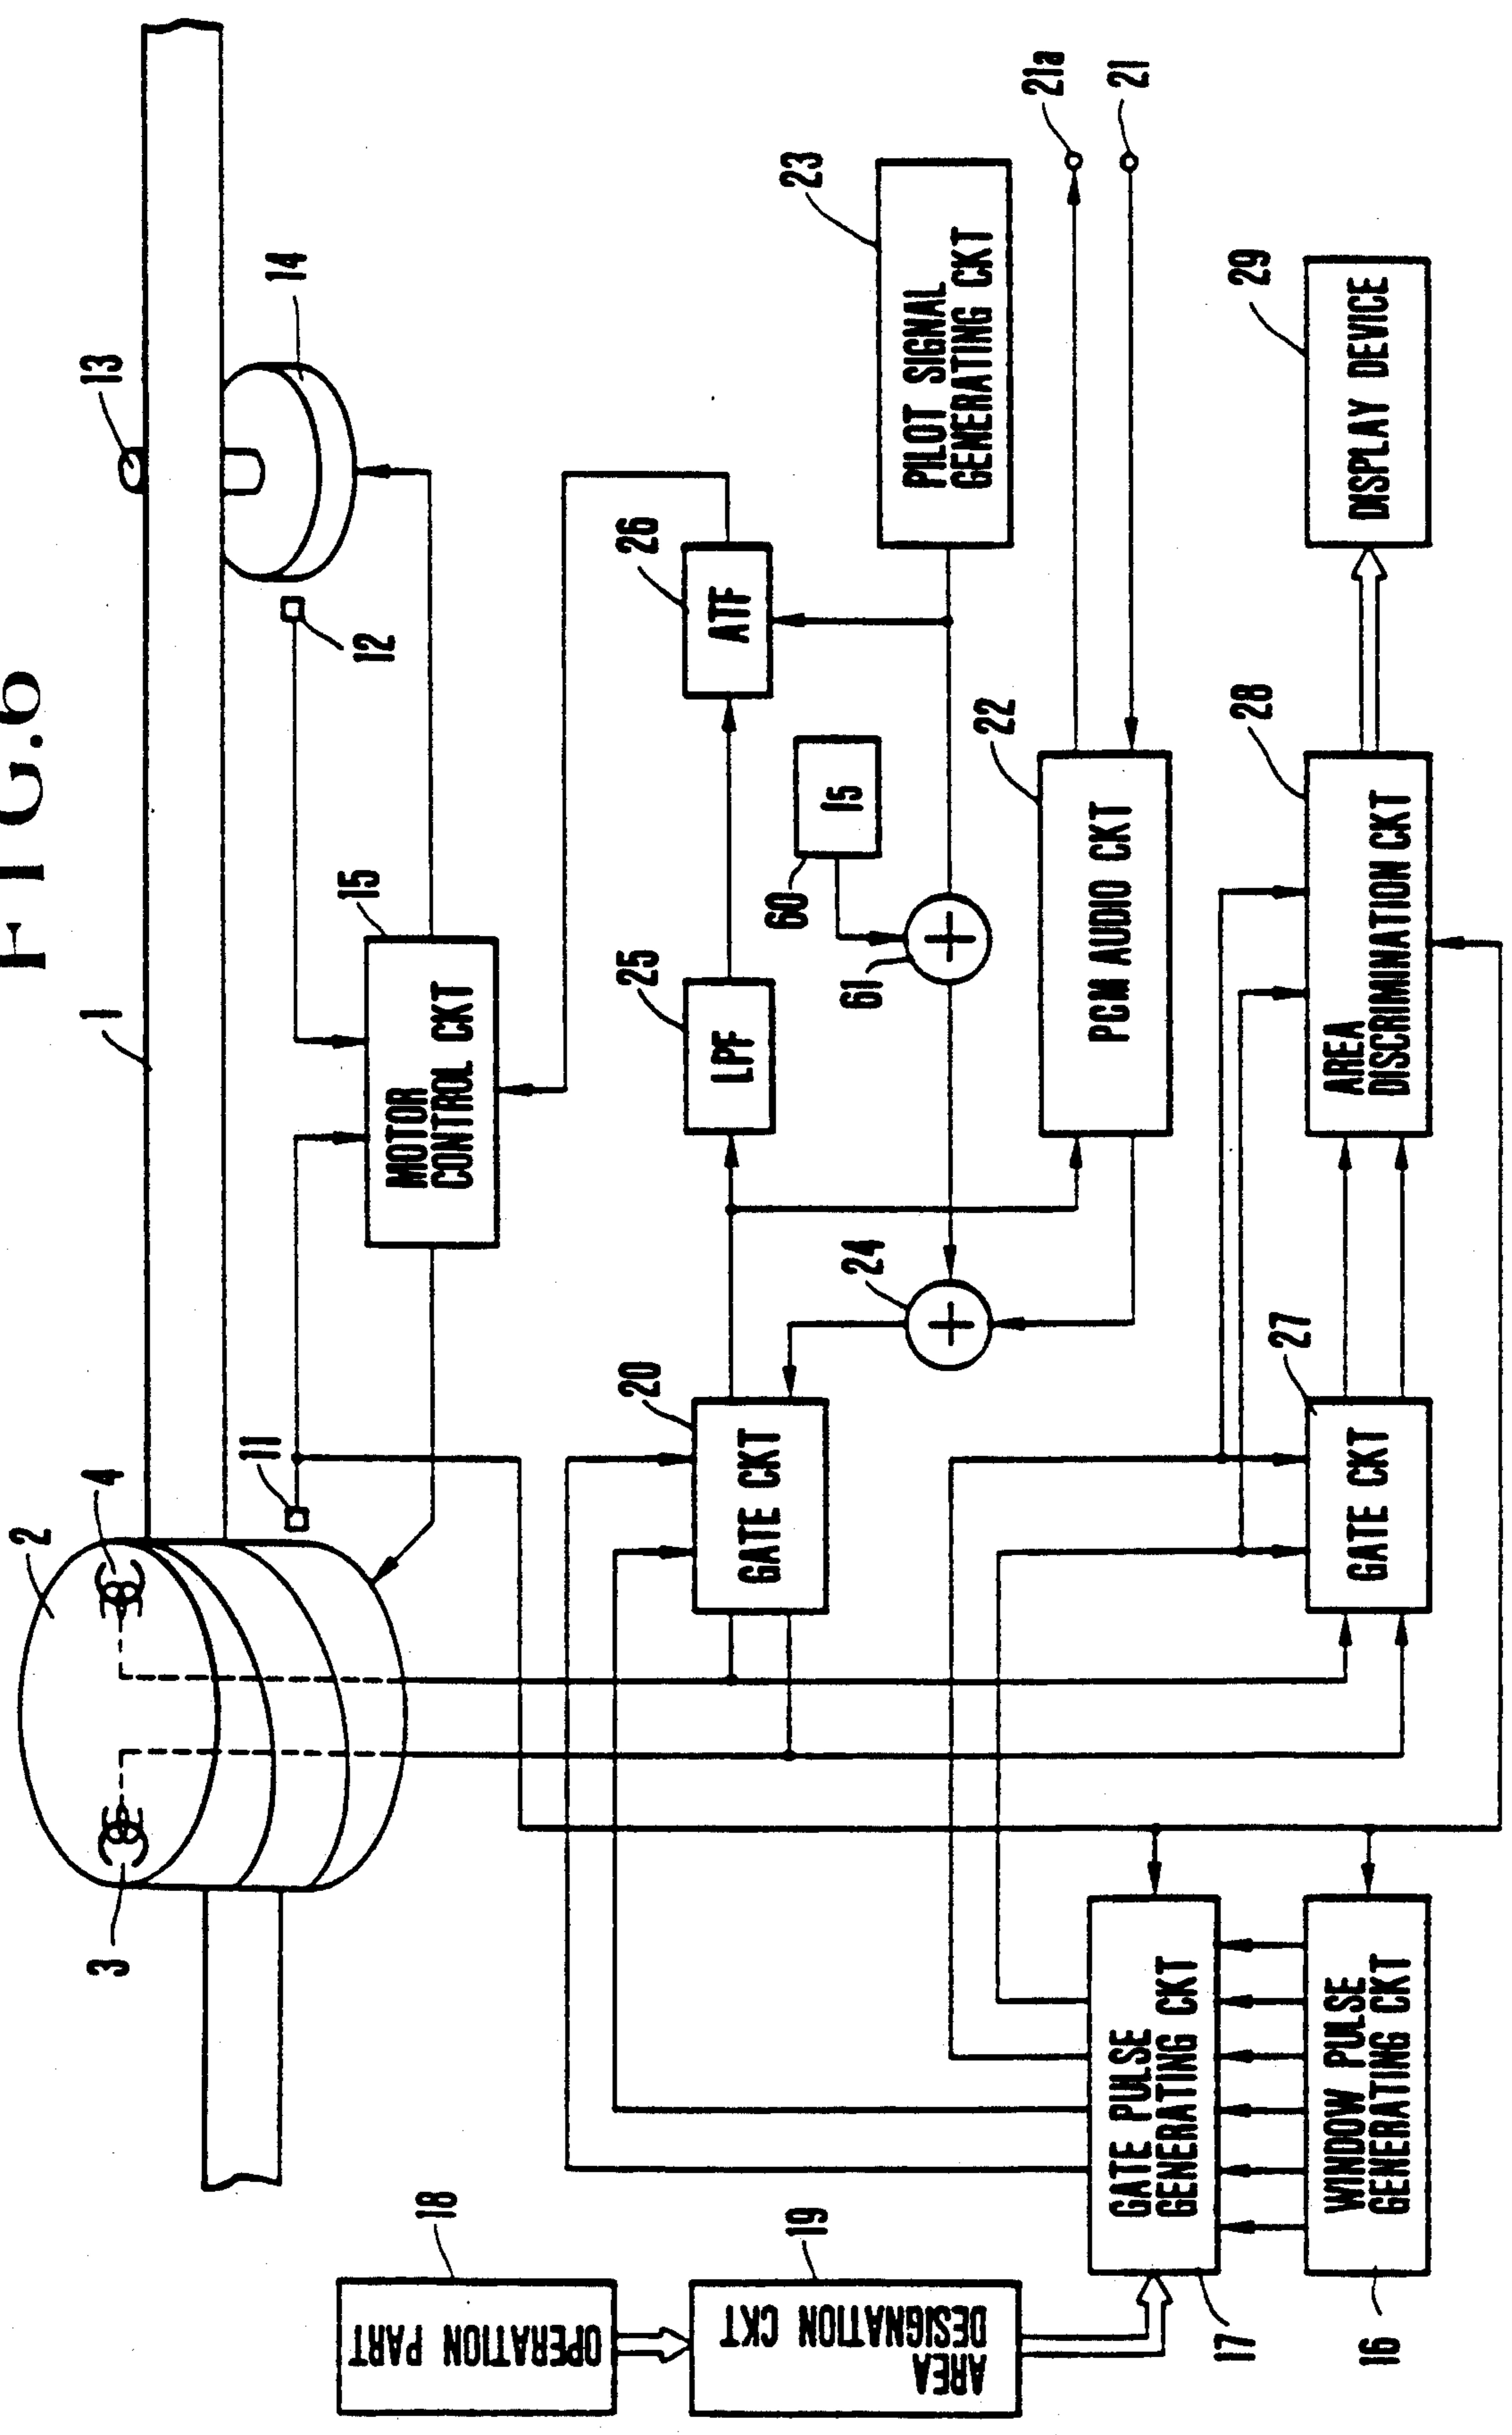 FIG.6
1
2
3
4
11
12
13
14
15
MOTOR
CONTROL CKT
20
GATE CKT
25
LPF
26
ATF
60
15
61
24
23
PILOT SIGNAL
GENERATING CKT
22
PCM AUDIO CKT
21a
21
27
GATE CKT
28
AREA
DISCRIMINATION CKT
29
DISPLAY DEVICE
18
OPERATION PART
19
AREA
DESIGNATION CKT
17
GATE PULSE
GENERATING CKT
16
WINDOW PULSE
GENERATING CKT